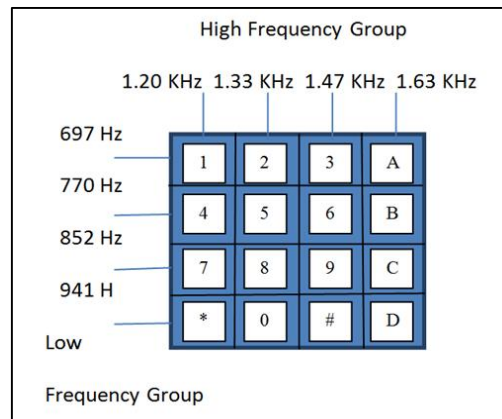 High Frequency Group
1.20 KHz 1.33 KHz 1.47 KHz 1.63 KHz
697 Hz
1 2 3 A
770 Hz
4 5 6 B
852 Hz
7 8 9 C
941 H
* 0 # D
Low
Frequency Group